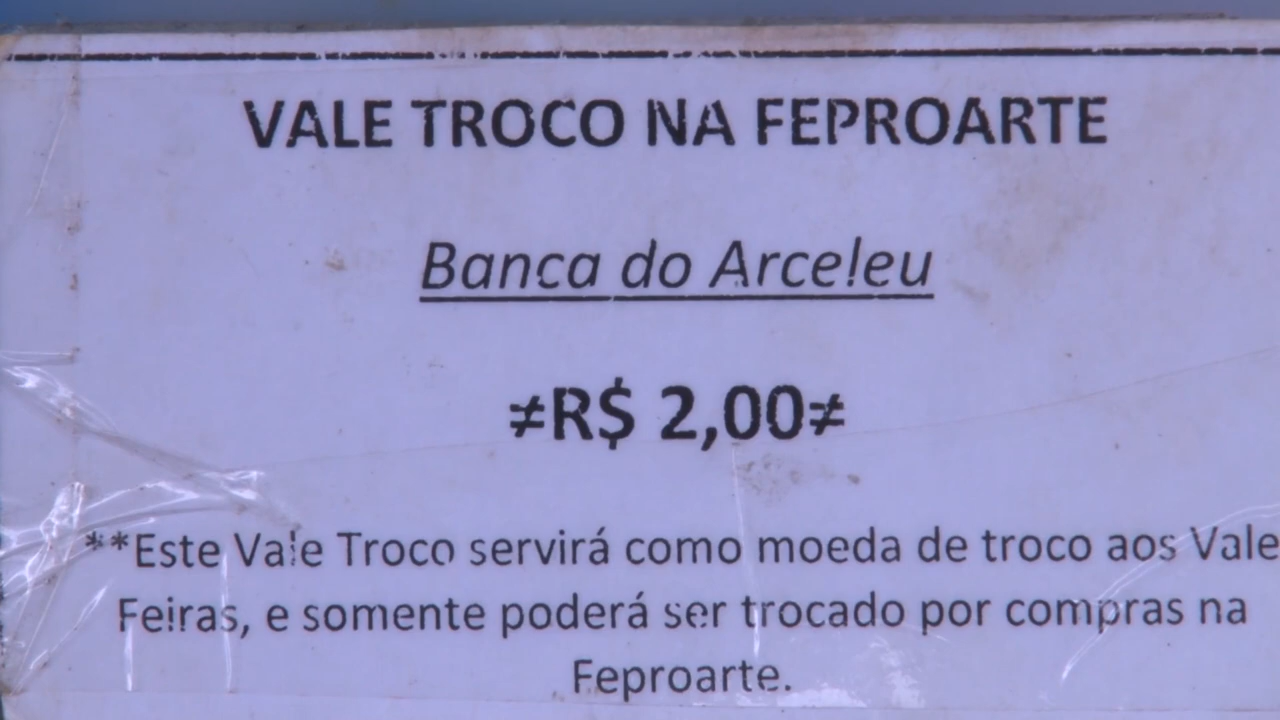 VALE TROCO NA FEPROARTE
Banca do Arceleu
≠R$ 2,00≠
**Este Vale Troco servirá como moeda de troco aos Vale
Feiras, e somente poderá ser trocado por compras na
Feproarte.